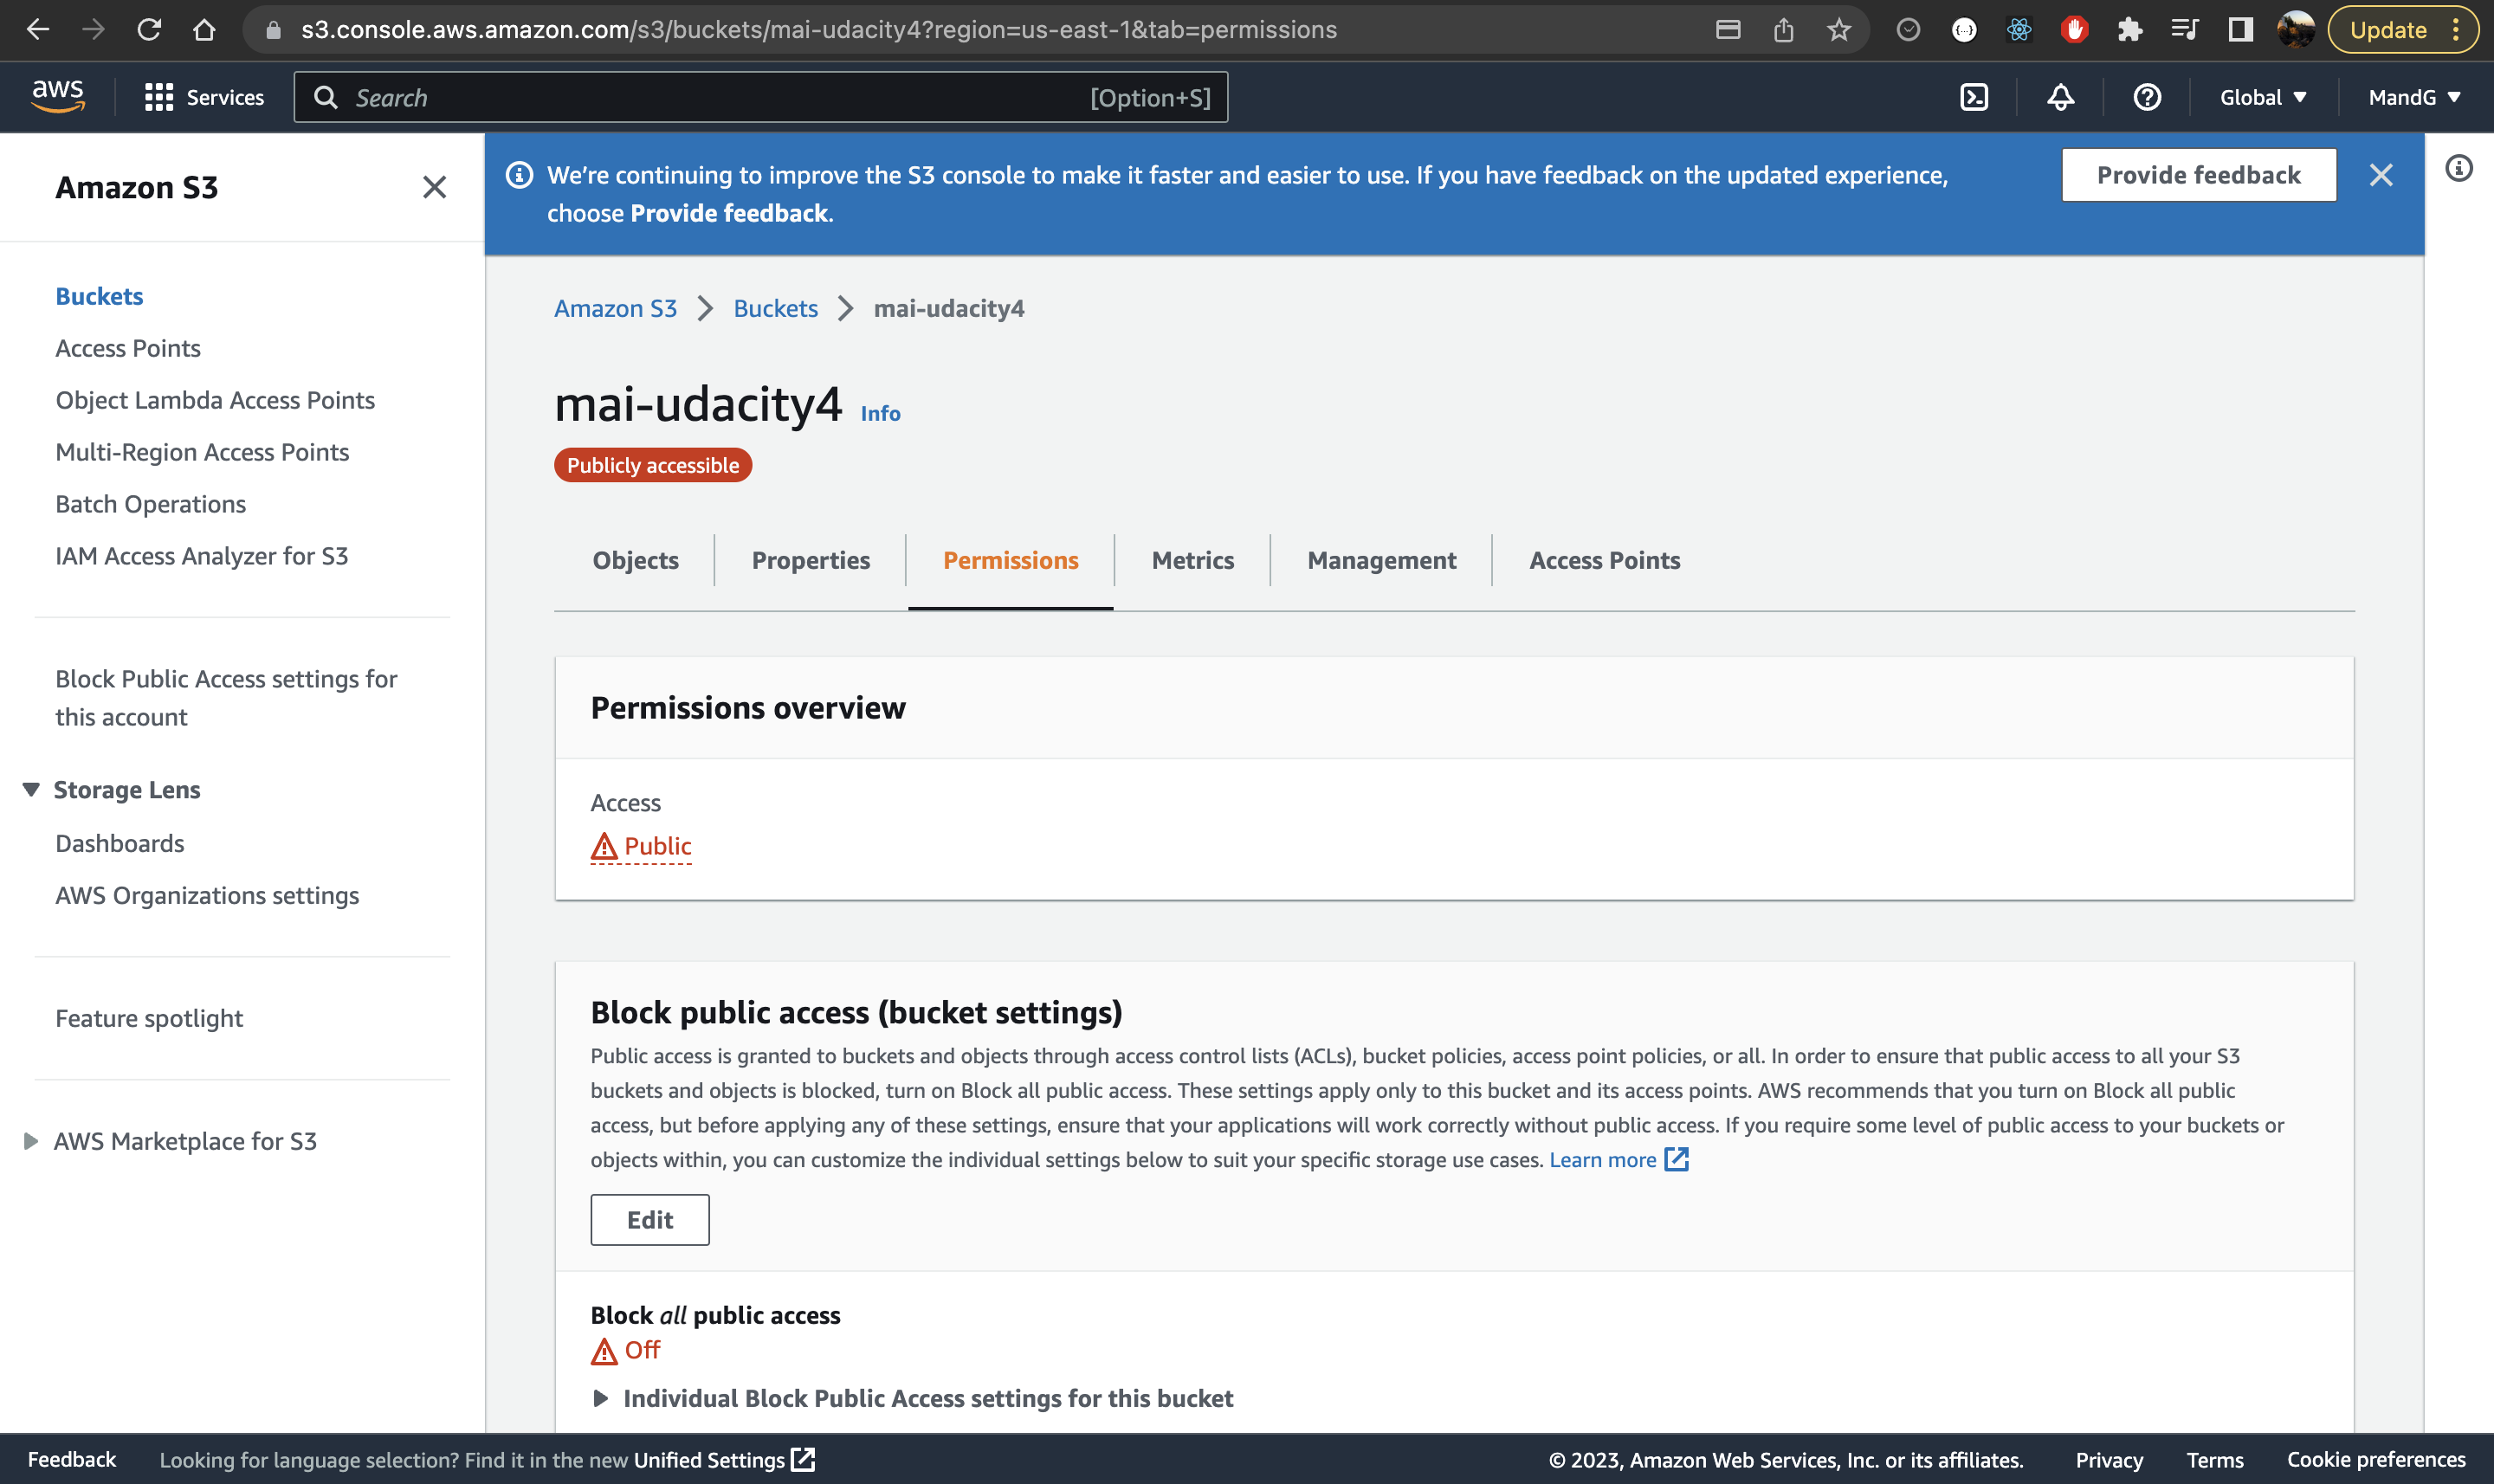 s3.console.aws.amazon.com/s3/buckets/mai-udacity4?region=us-east-1&tab=permissions
Update
aws
Services
Search
[Option+S]
Global
MandG
Amazon S3
Buckets
Access Points
Object Lambda Access Points
Multi-Region Access Points
Batch Operations
IAM Access Analyzer for S3
Block Public Access settings for
this account
Storage Lens
Dashboards
AWS Organizations settings
Feature spotlight
AWS Marketplace for S3
We're continuing to improve the S3 console to make it faster and easier to use. If you have feedback on the updated experience,
choose Provide feedback.
Provide feedback
Amazon S3
Buckets
mai-udacity4
mai-udacity4 Info
Publicly accessible
Objects
Properties
Permissions
Metrics
Management
Access Points
Permissions overview
Access
Public
Block public access (bucket settings)
Public access is granted to buckets and objects through access control lists (ACLs), bucket policies, access point policies, or all. In order to ensure that public access to all your S3
buckets and objects is blocked, turn on Block all public access. These settings apply only to this bucket and its access points. AWS recommends that you turn on Block all public
access, but before applying any of these settings, ensure that your applications will work correctly without public access. If you require some level of public access to your buckets or
objects within, you can customize the individual settings below to suit your specific storage use cases. Learn more
Edit
Block all public access
Off
Individual Block Public Access settings for this bucket
Feedback
Looking for language selection? Find it in the new Unified Settings
© 2023, Amazon Web Services, Inc. or its affiliates.
Privacy
Terms
Cookie preferences